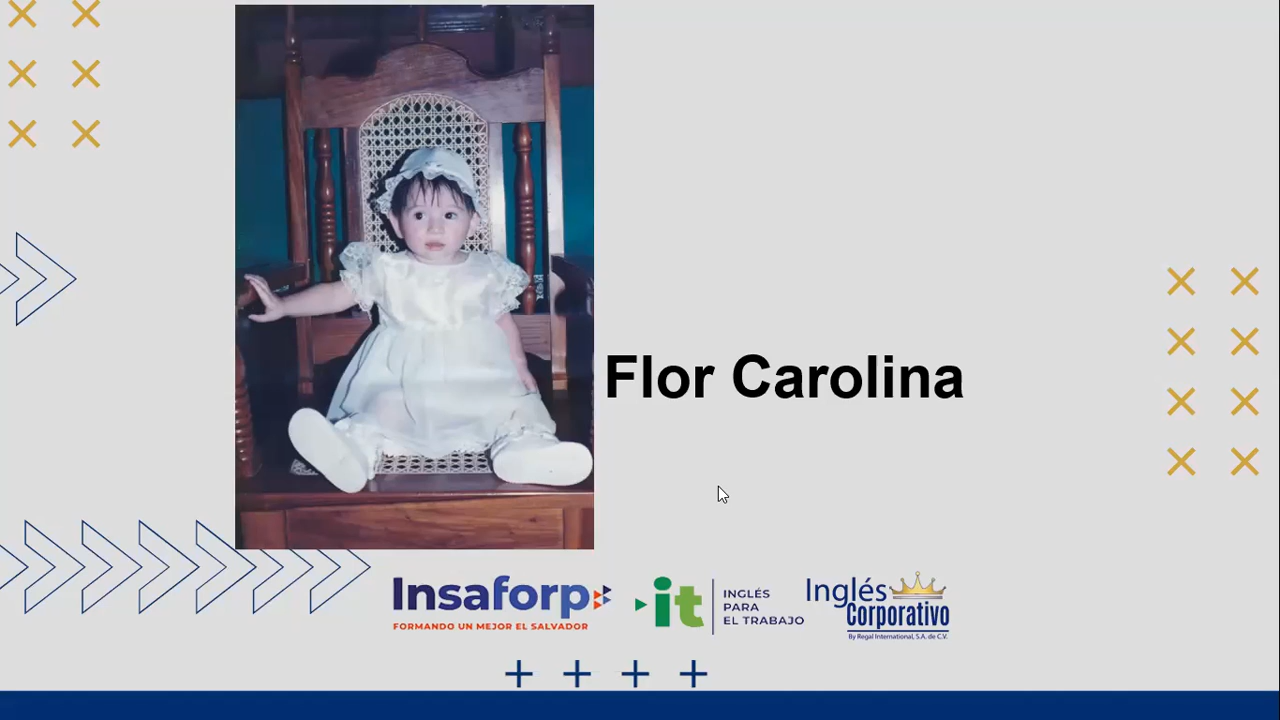 Flor Carolina
Insaforp
FORMANDO UN MEJOR EL SALVADOR
it
INGLÉS
PARA
EL TRABAJO
Inglés
Corporativo
By Regal International, S.A. de C.V.